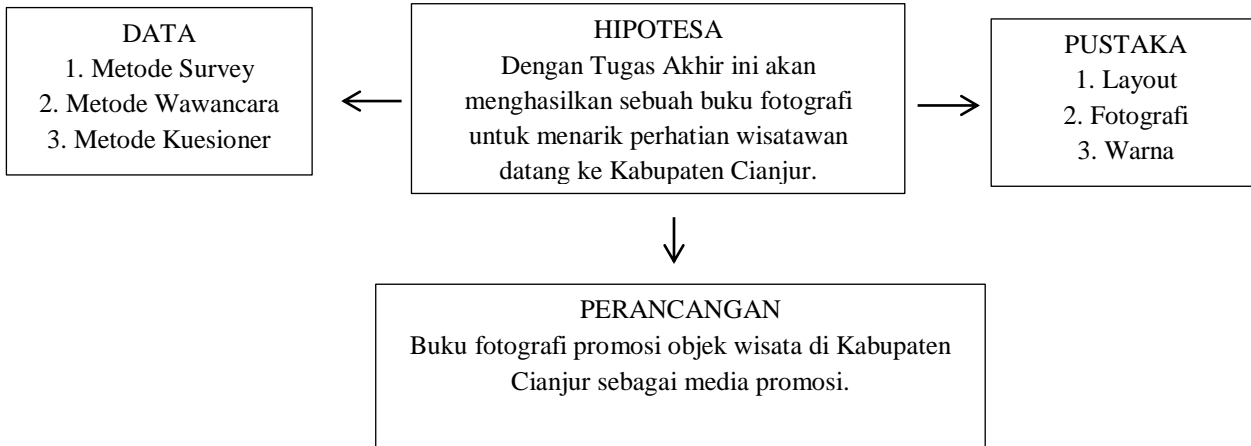 DATA
1. Metode Survey
2. Metode Wawancara
3. Metode Kuesioner
HIPOTESA
Dengan Tugas Akhir ini akan
menghasilkan sebuah buku fotografi
untuk menarik perhatian wisatawan
datang ke Kabupaten Cianjur.
PUSTAKA
1. Layout
2. Fotografi
3. Warna
PERANCANGAN
Buku fotografi promosi objek wisata di Kabupaten
Cianjur sebagai media promosi.